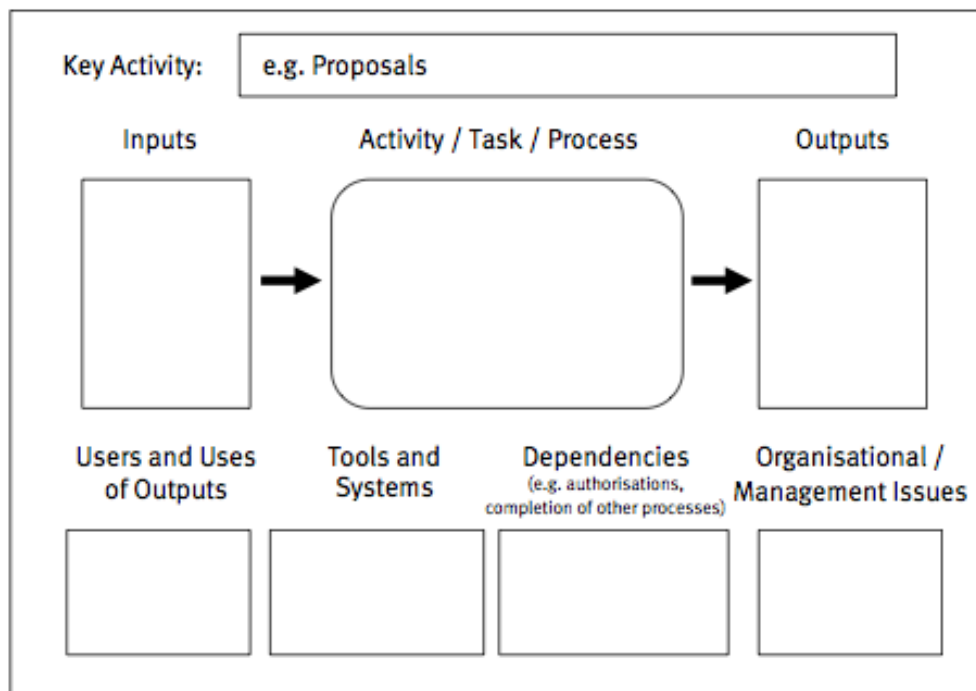 Key Activity:
e.g. Proposals
Inputs
Activity / Task / Process
Outputs
Users and Uses
of Outputs
Tools and
Systems
Dependencies
(e.g. authorisations,
completion of other processes)
Organisational /
Management Issues